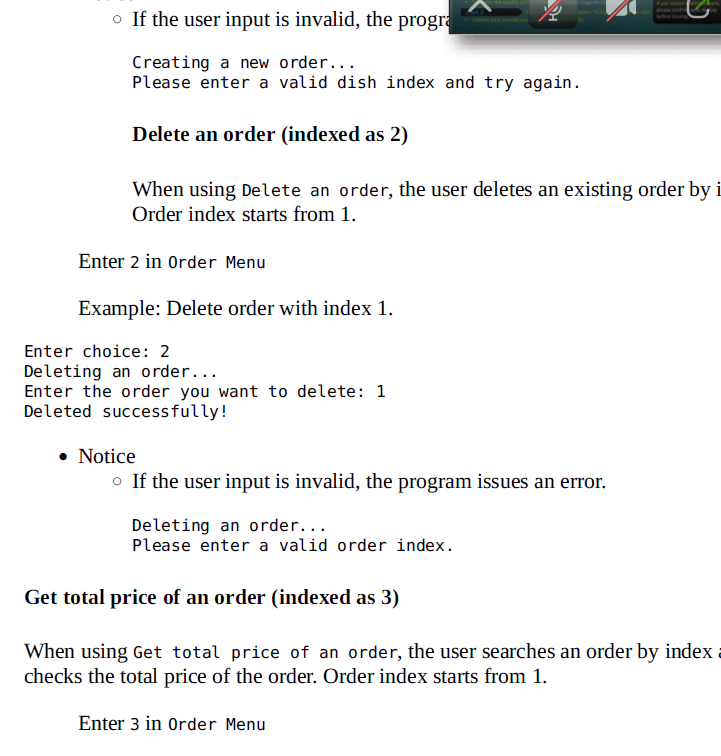 If the user input is invalid, the
Creating a new order...
Please enter a valid dish index and try again.
Delete an order (indexed as 2)
When using Delete an order, the user deletes an existing order by
Order index starts from 1.
Enter 2 in Order Menu
Example: Delete order with index 1.
Enter choice: 2
Deleting an order...
Enter the order you want to delete: 1
Deleted successfully!
Notice
If the user input is invalid, the program issues an error.
Deleting an order...
Please enter a valid order index.
Get total price of an order (indexed as 3)
When using Get total price of an order, the user searches an order by index
checks the total price of the order. Order index starts from 1.
Enter 3 in Order Menu